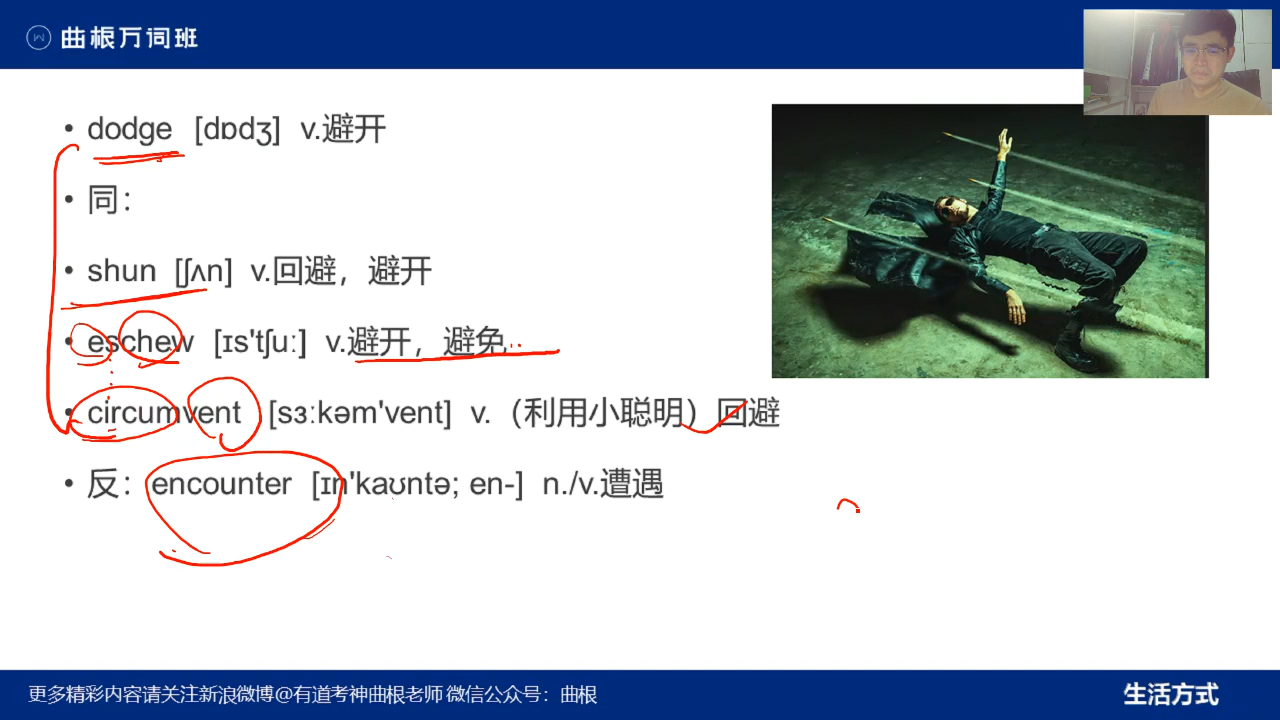 曲根万词班
• dodge [dɒdʒ] v.避开
• 同：
• shun [ʃʌn] v.回避，避开
• eschew [ɪs'tʃuː] v.避开，避免
• circumvent [sɜːkəm'vent] v.（利用小聪明）回避
• 反：encounter [ɪn'kaʊntə; en-] n./v.遭遇
更多精彩内容请关注新浪微博@有道考神曲根老师 微信公众号：曲根
生活方式